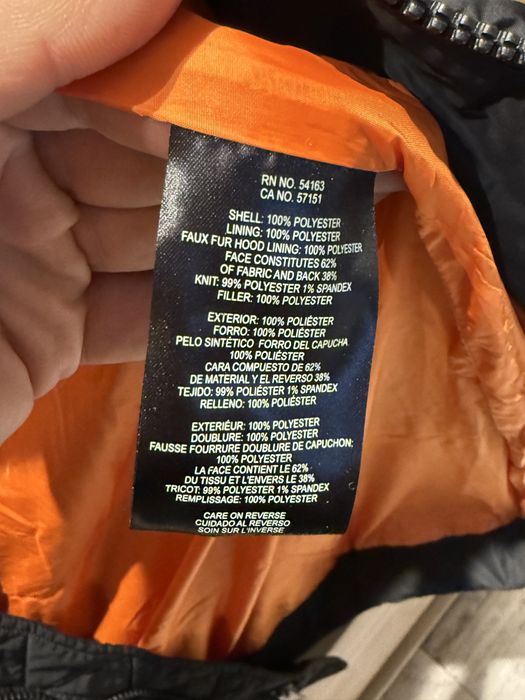 RN NO. 54163
CA NO. 57151
SHELL: 100% POLYESTER
LINING: 100% POLYESTER
FAUX FUR HOOD LINING: 100% POLYESTER
FACE CONSTITUTES 62%
OF FABRIC AND BACK 38%
KNIT: 99% POLYESTER 1% SPANDEX
FILLER: 100% POLYESTER
EXTERIOR: 100% POLIÉSTER
FORRO: 100% POLIÉSTER
PELO SINTÉTICO FORRO DEL CAPUCHA
100% POLIÉSTER
CARA COMPUESTO DE 62%
DE MATERIAL Y EL REVERSO 38%
TEJIDO: 99% POLIÉSTER 1% SPANDEX
RELLENO: 100% POLIÉSTER
EXTERIÉUR: 100% POLYESTER
DOUBLURE: 100% POLYESTER
FAUSSE FOURRURE DOUBLURE DE CAPUCHON:
100% POLYESTER
LA FACE CONTIENT LE 62%
DU TISSU ET L'ENVERS LE 38%
TRICOT: 99% POLYESTER 1% SPANDEX
REMPLISSAGE: 100% POLYESTER
CARE ON REVERSE
CUIDADO AL REVERSO
SOIN SUR L'INVERSE